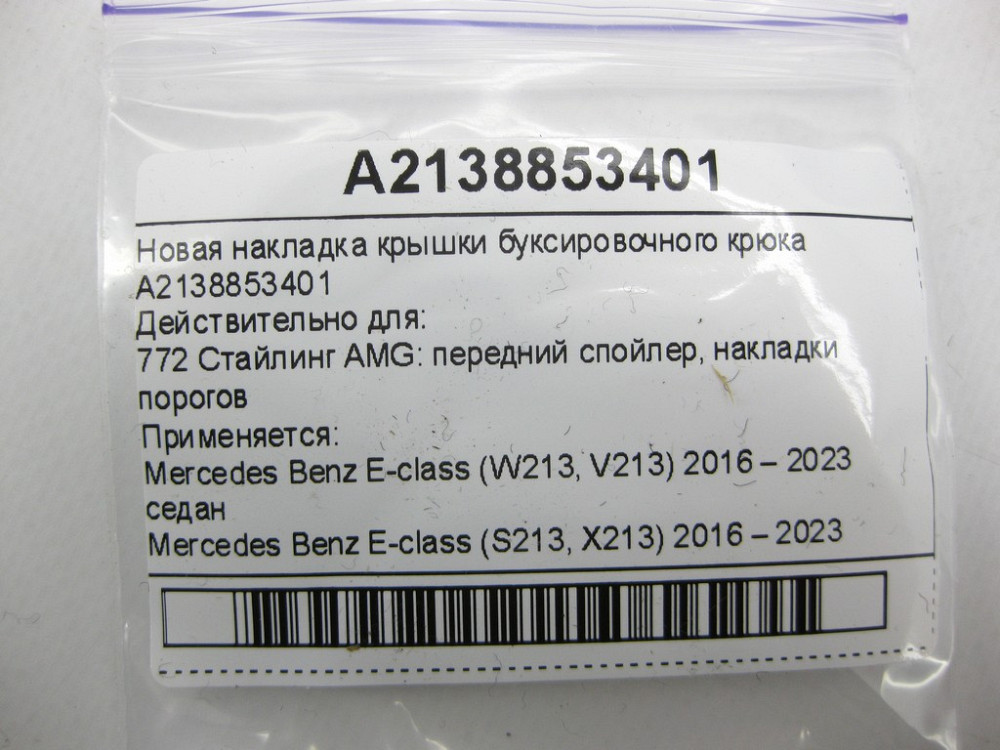 A2138853401
Новая накладка крышки буксировочного крюка
A2138853401
Действительно для:
772 Стайлинг AMG: передний спойлер, накладки
порогов
Применяется:
Mercedes Benz E-class (W213, V213) 2016 – 2023
седан
Mercedes Benz E-class (S213, X213) 2016 – 2023